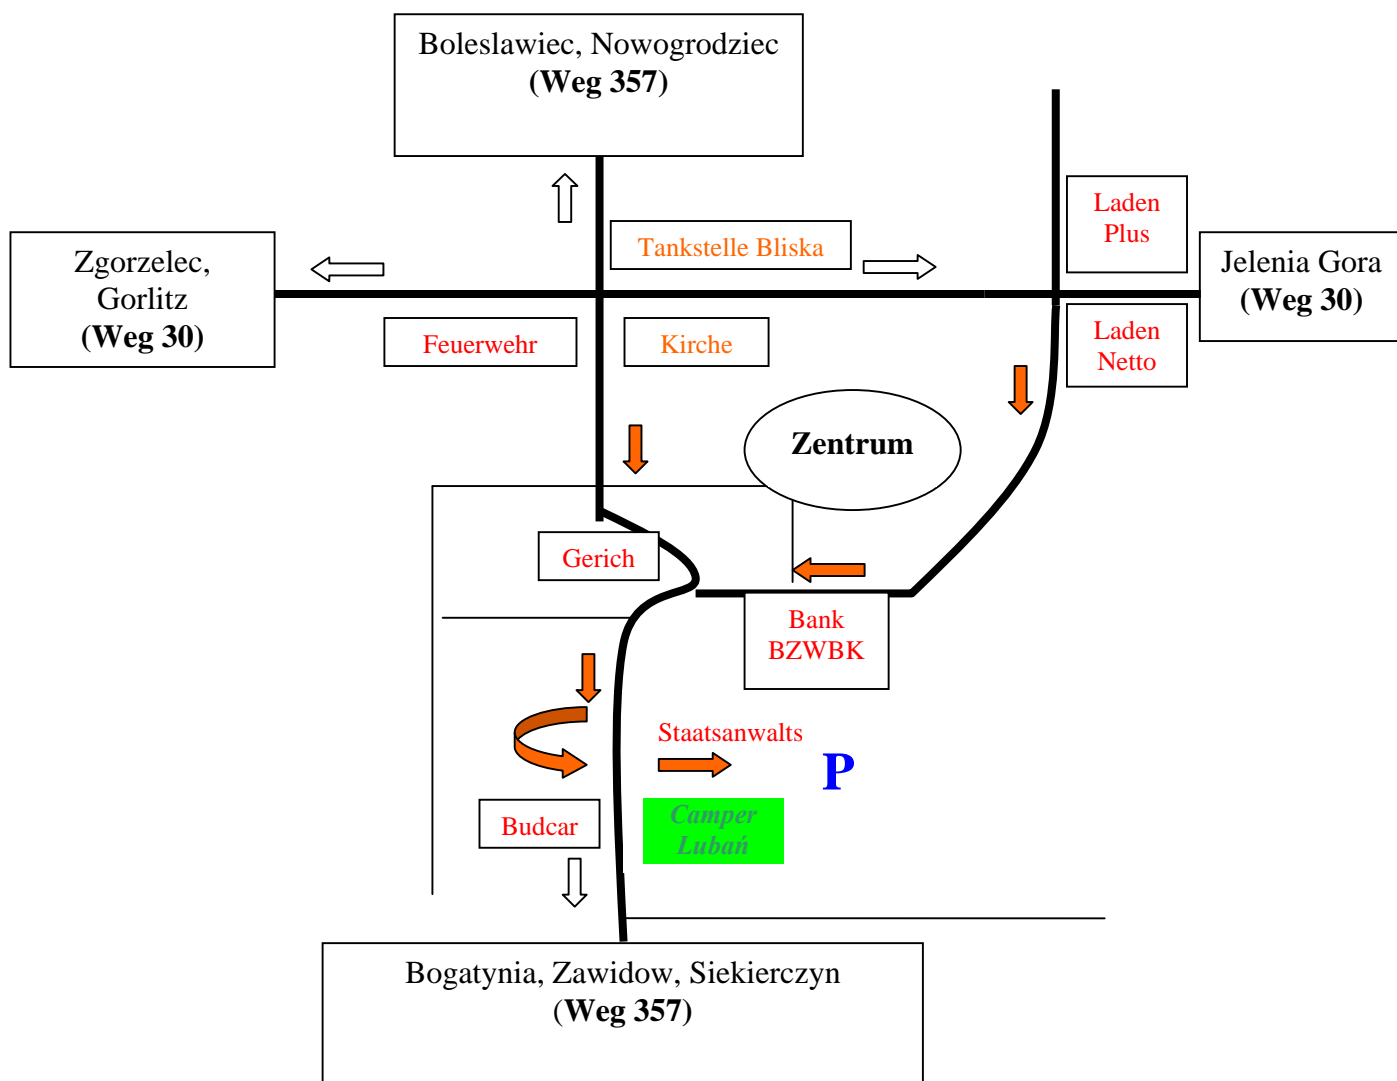 Boleslawiec, Nowogrodziec
(Weg 357)
Laden
Plus
Tankstelle Bliska
Zgorzelec,
Gorlitz
(Weg 30)
Jelenia Gora
(Weg 30)
Feuerwehr
Kirche
Laden
Netto
Zentrum
Gerich
Bank
BZWBK
Staatsanwalts
P
Budcar
Camper
Lubań
Bogatynia, Zawidow, Siekierczyn
(Weg 357)